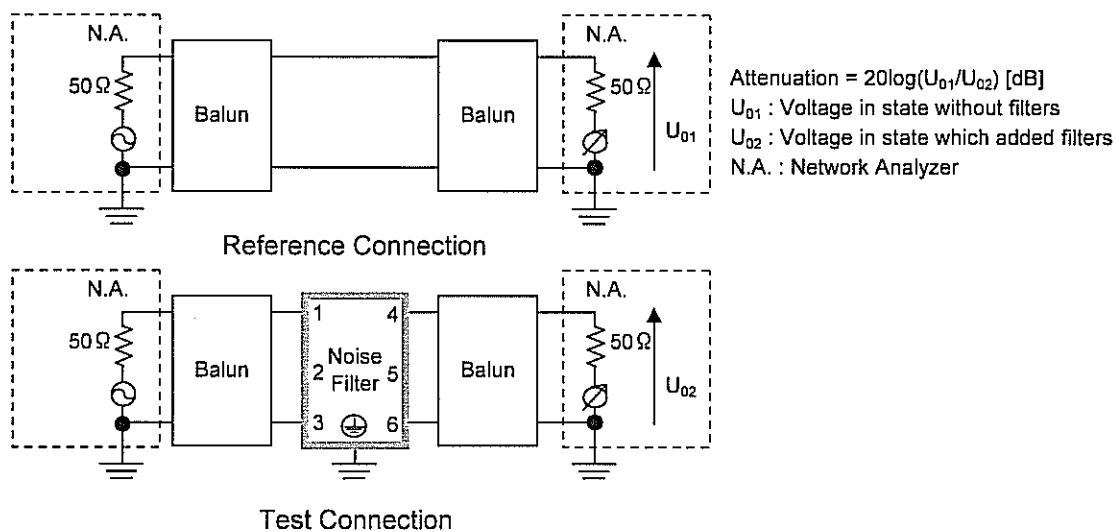 N.A.
50Ω
Balun
Balun
N.A.
50Ω
U01
Attenuation = 20log(U01/U02) [dB]
U01 : Voltage in state without filters
U02 : Voltage in state which added filters
N.A. : Network Analyzer
Reference Connection
N.A.
50Ω
Balun
1 4
2 Noise 5
Filter
3 6
Balun
N.A.
50Ω
U02
Test Connection